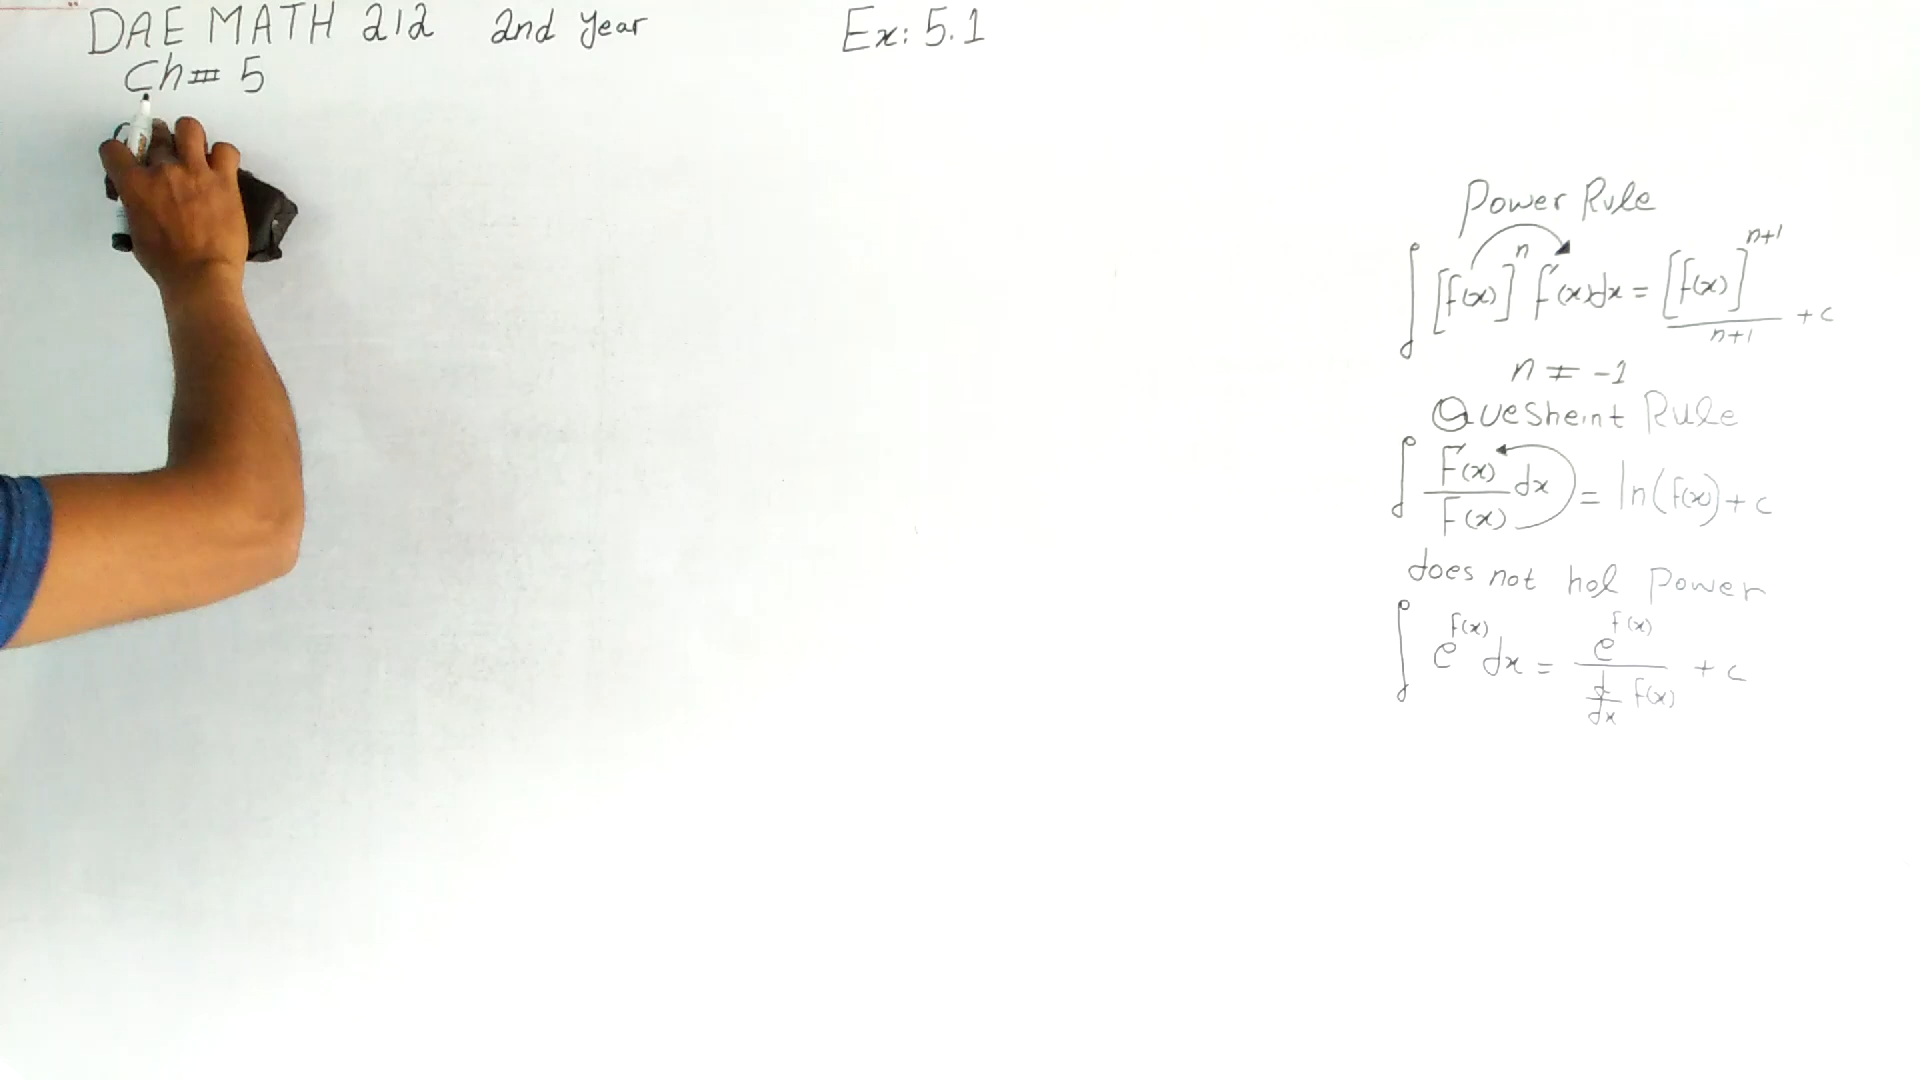 DAE MATH 212 2nd year Ex: 5.1
Ch# 5
Power Rule
∫ [f(x)]^n f'(x)dx = [f(x)]^(n+1) / (n+1) + c
n ≠ -1
Quesheint Rule
∫ F'(x) / F(x) dx = ln(f(x)) + c
does not hol Power
∫ e^(f(x)) dx = e^(f(x)) / (d/dx f(x)) + c